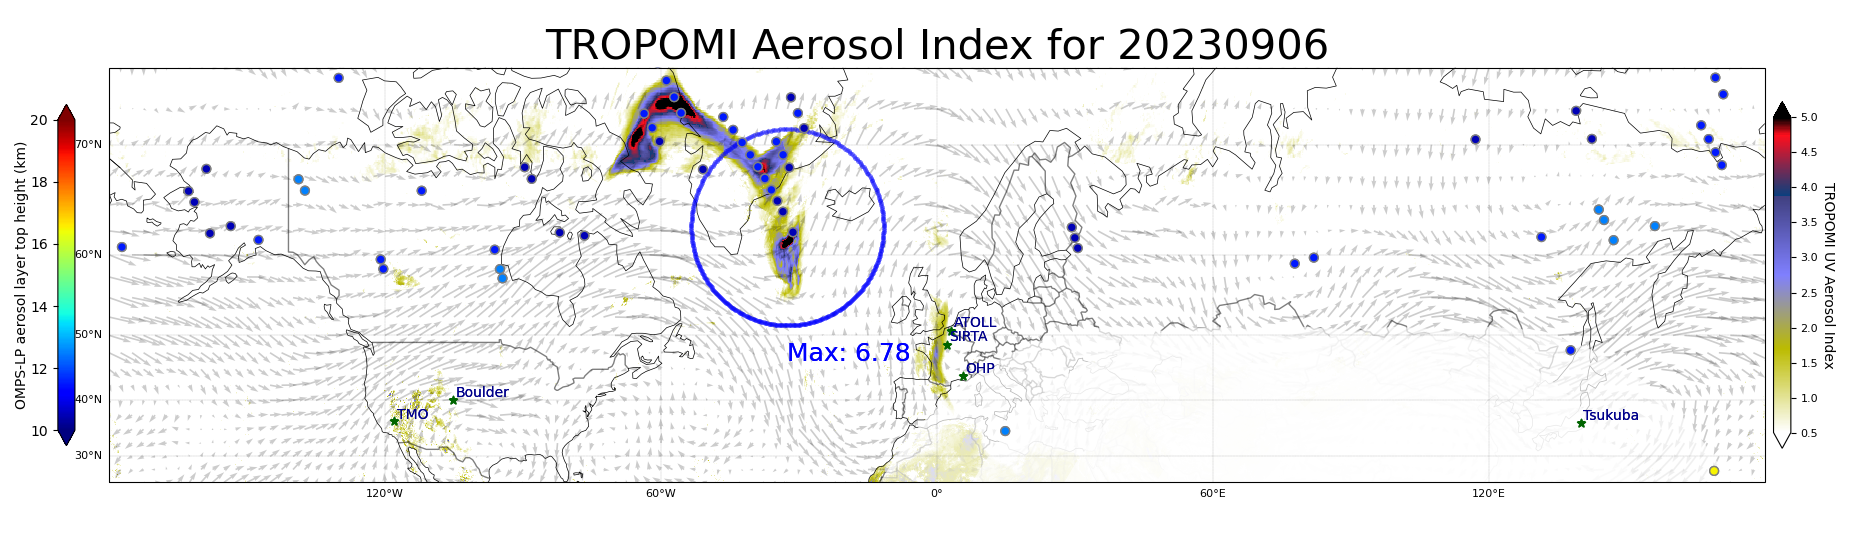 TROPOMI Aerosol Index for 20230906
OMPS-LP aerosol layer top height (km)
20
18
16
14
12
10
70°N
60°N
50°N
40°N
30°N
120°W
60°W
0°
60°E
120°E
ATOLL
SIRTA
OHP
Max: 6.78
Boulder
TMO
Tsukuba
5.0
4.5
4.0
3.5
3.0
2.5
2.0
1.5
1.0
0.5
TROPOMI UV Aerosol Index